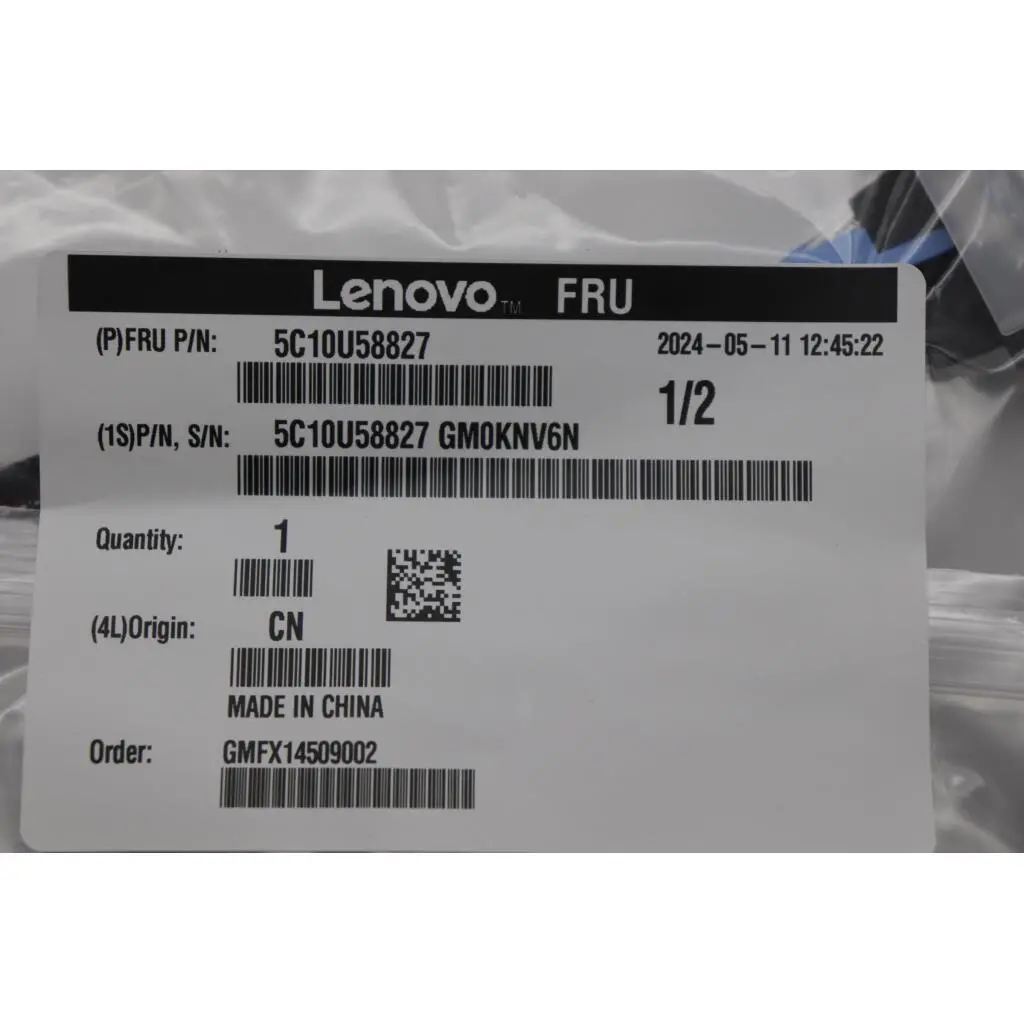 Lenovo™ FRU
(P)FRU P/N: 5C10U58827 2024-05-11 12:45:22
1/2
(1S)P/N, S/N: 5C10U58827 GM0KNV6N
Quantity: 1
(4L)Origin: CN
MADE IN CHINA
Order: GMFX14509002